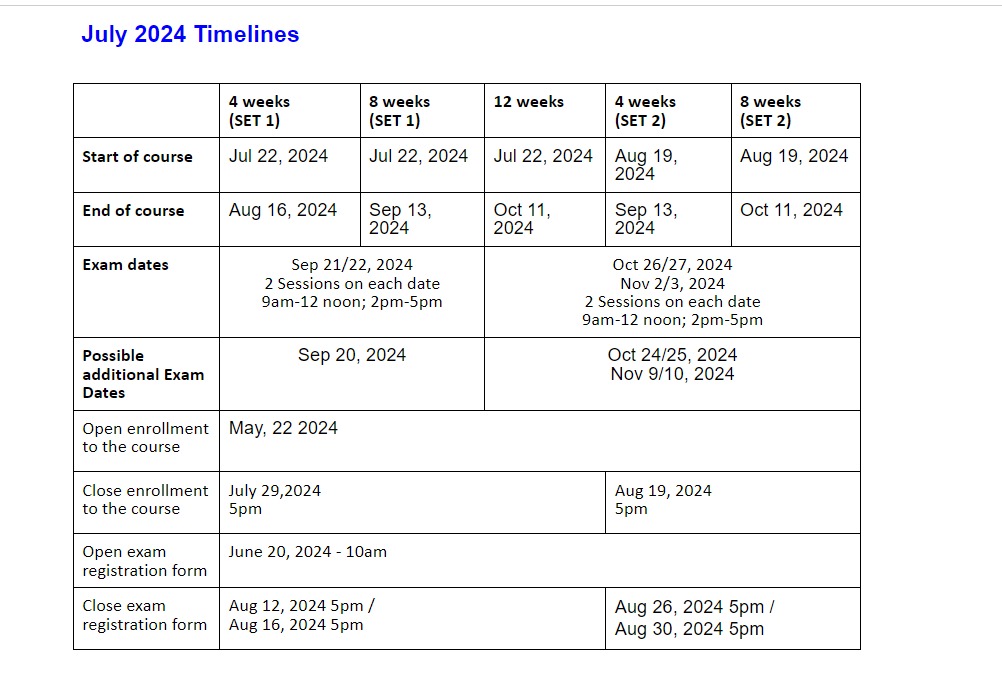 July 2024 Timelines
4 weeks
(SET 1)
8 weeks
(SET 1)
12 weeks
4 weeks
(SET 2)
8 weeks
(SET 2)
Start of course
Jul 22, 2024
Jul 22, 2024
Jul 22, 2024
Aug 19,
2024
Aug 19, 2024
End of course
Aug 16, 2024
Sep 13,
2024
Oct 11,
2024
Sep 13,
2024
Oct 11, 2024
Exam dates
Sep 21/22, 2024
2 Sessions on each date
9am-12 noon; 2pm-5pm
Oct 26/27, 2024
Nov 2/3, 2024
2 Sessions on each date
9am-12 noon; 2pm-5pm
Possible
additional Exam
Dates
Sep 20, 2024
Oct 24/25, 2024
Nov 9/10, 2024
Open enrollment
to the course
May, 22 2024
Close enrollment
to the course
July 29,2024
5pm
Aug 19, 2024
5pm
Open exam
registration form
June 20, 2024 - 10am
Close exam
registration form
Aug 12, 2024 5pm /
Aug 16, 2024 5pm
Aug 26, 2024 5pm /
Aug 30, 2024 5pm